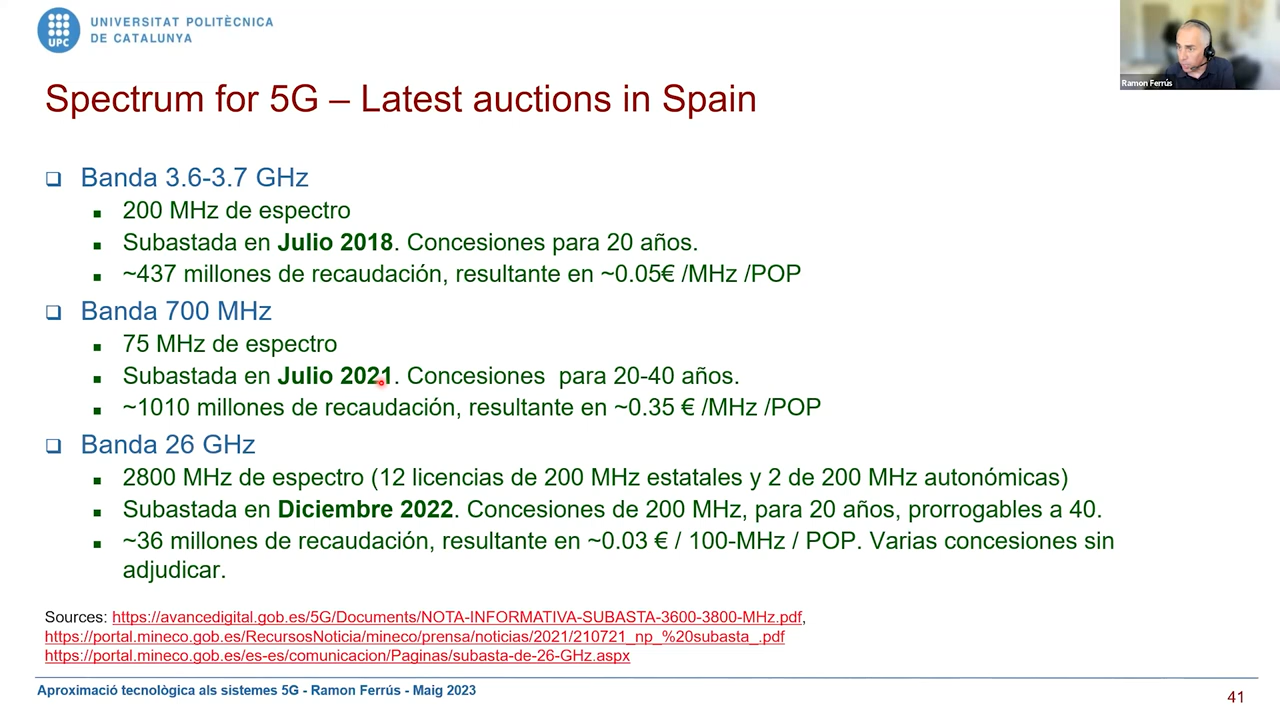 UNIVERSITAT POLITÈCNICA
DE CATALUNYA
UPC
Ramon Ferrús
Spectrum for 5G – Latest auctions in Spain
Banda 3.6-3.7 GHz
200 MHz de espectro
Subastada en Julio 2018. Concesiones para 20 años.
~437 millones de recaudación, resultante en ~0.05€ /MHz /POP
Banda 700 MHz
75 MHz de espectro
Subastada en Julio 2021. Concesiones para 20-40 años.
~1010 millones de recaudación, resultante en ~0.35 € /MHz /POP
Banda 26 GHz
2800 MHz de espectro (12 licencias de 200 MHz estatales y 2 de 200 MHz autonómicas)
Subastada en Diciembre 2022. Concesiones de 200 MHz, para 20 años, prorrogables a 40.
~36 millones de recaudación, resultante en ~0.03 € / 100-MHz / POP. Varias concesiones sin
adjudicar.
Sources: https://avancedigital.gob.es/5G/Documents/NOTA-INFORMATIVA-SUBASTA-3600-3800-MHz.pdf,
https://portal.mineco.gob.es/RecursosNoticia/mineco/prensa/noticias/2021/210721_np_%20subasta_.pdf
https://portal.mineco.gob.es/es-es/comunicacion/Paginas/subasta-de-26-GHz.aspx
Aproximació tecnològica als sistemes 5G - Ramon Ferrús - Maig 2023
41